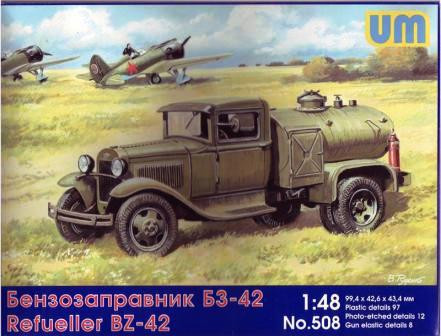 um
Бензозаправник БЗ-42
Refueller BZ-42
1:48
No.508
99,4 x 42,6 x 43,4 мм
Plastic details 97
Photo-etched details 12
Gun elastic details 8